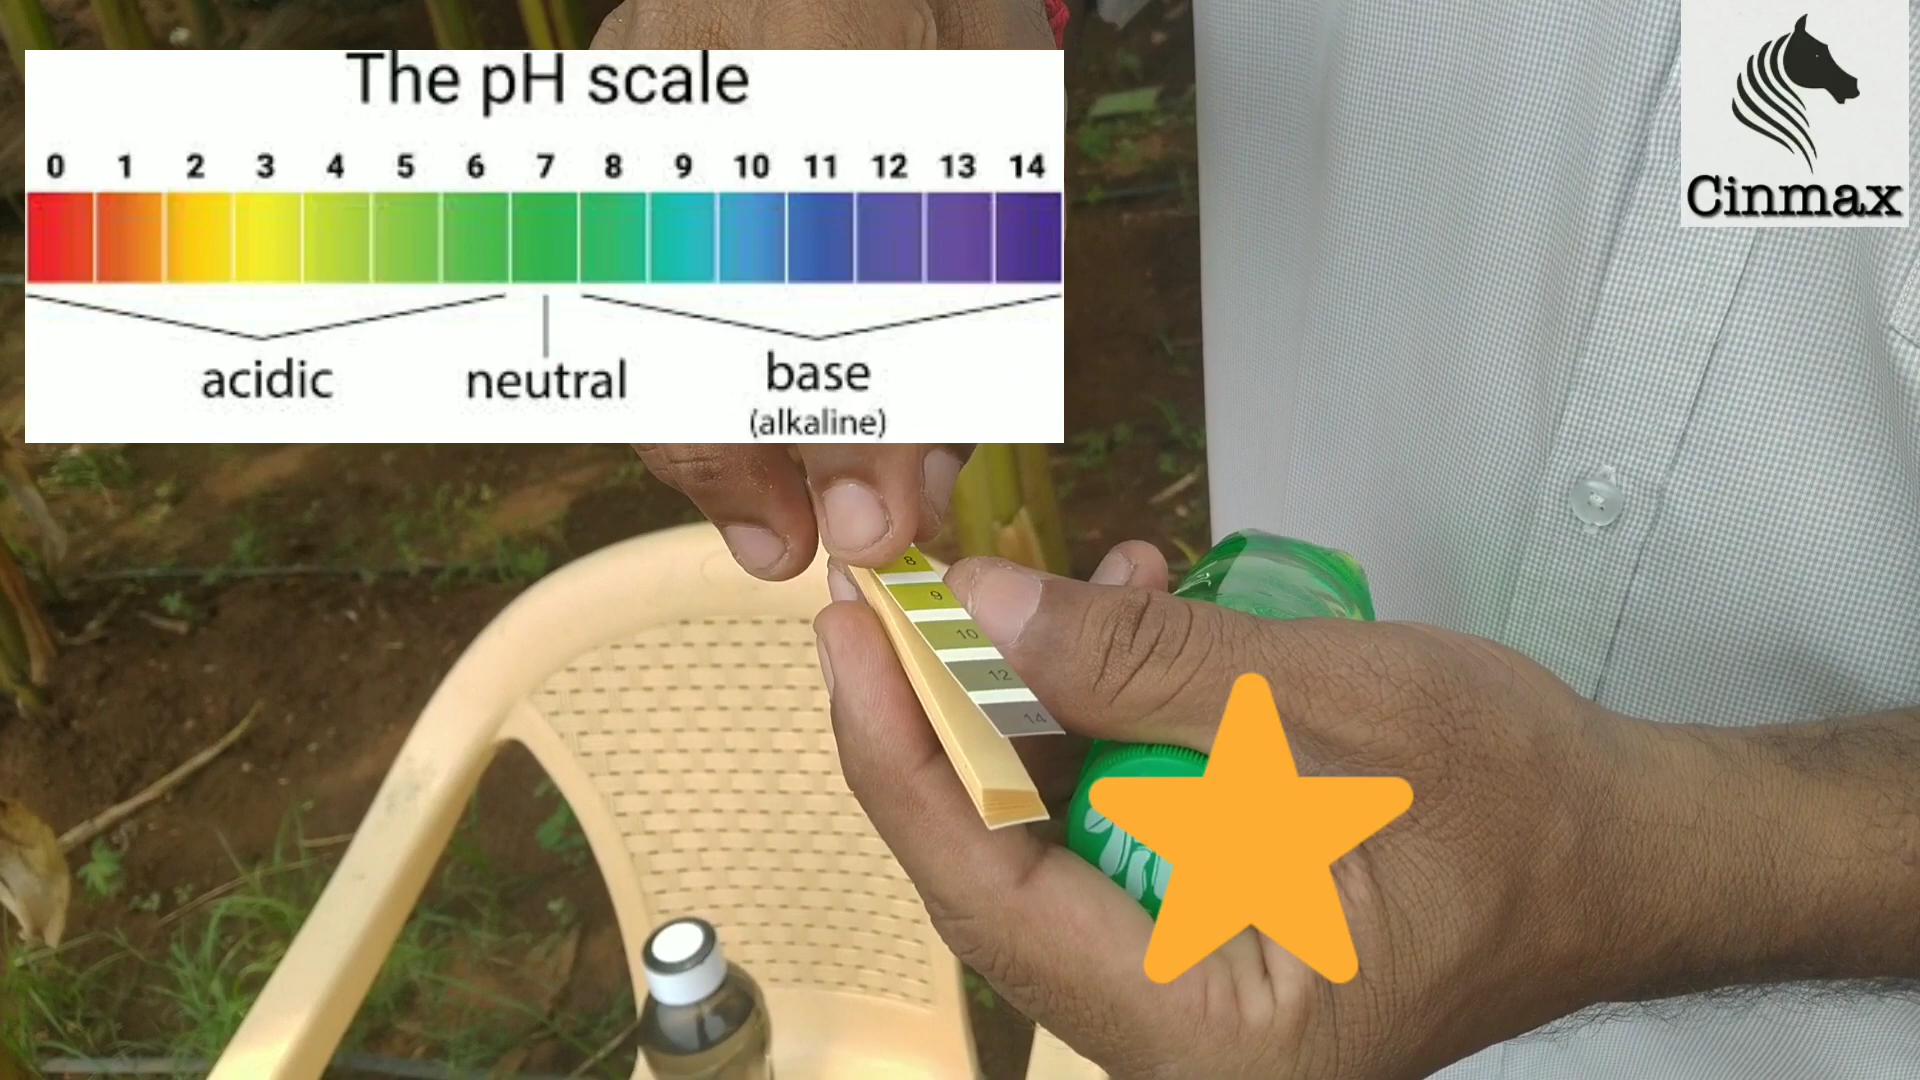 The pH scale
0 1 2 3 4 5 6 7 8 9 10 11 12 13 14
acidic
neutral
base
(alkaline)
Cinmax
8
9
10
12
14